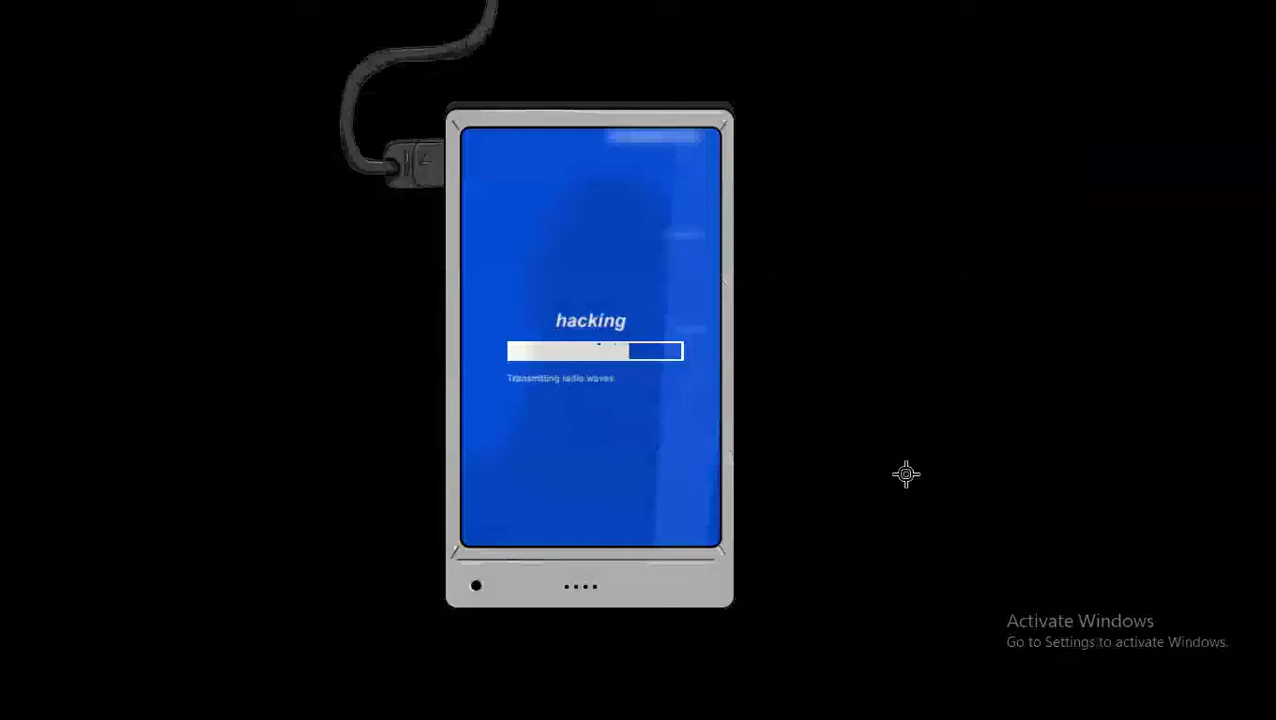 hacking
Transmitting radio waves
Activate Windows
Go to Settings to activate Windows.